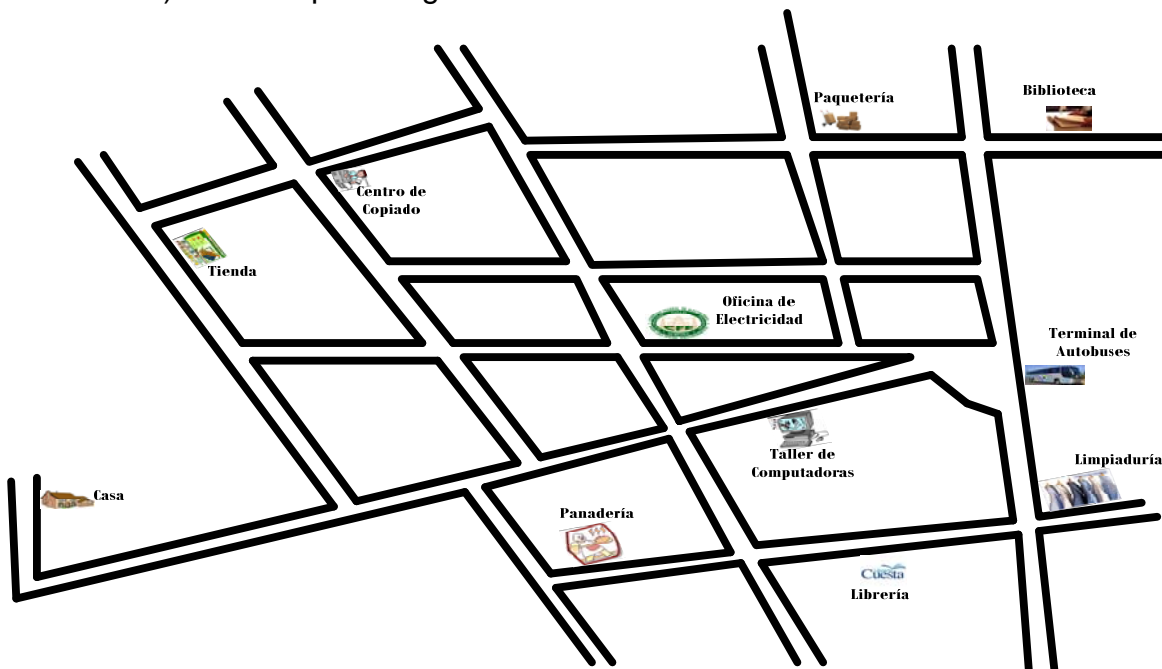 Biblioteca
Paquetería
Centro de
Copiado
Tienda
Oficina de
Electricidad
Terminal de
Autobuses
Taller de
Computadoras
Limpiaduría
Casa
Panadería
Cuesta
Librería